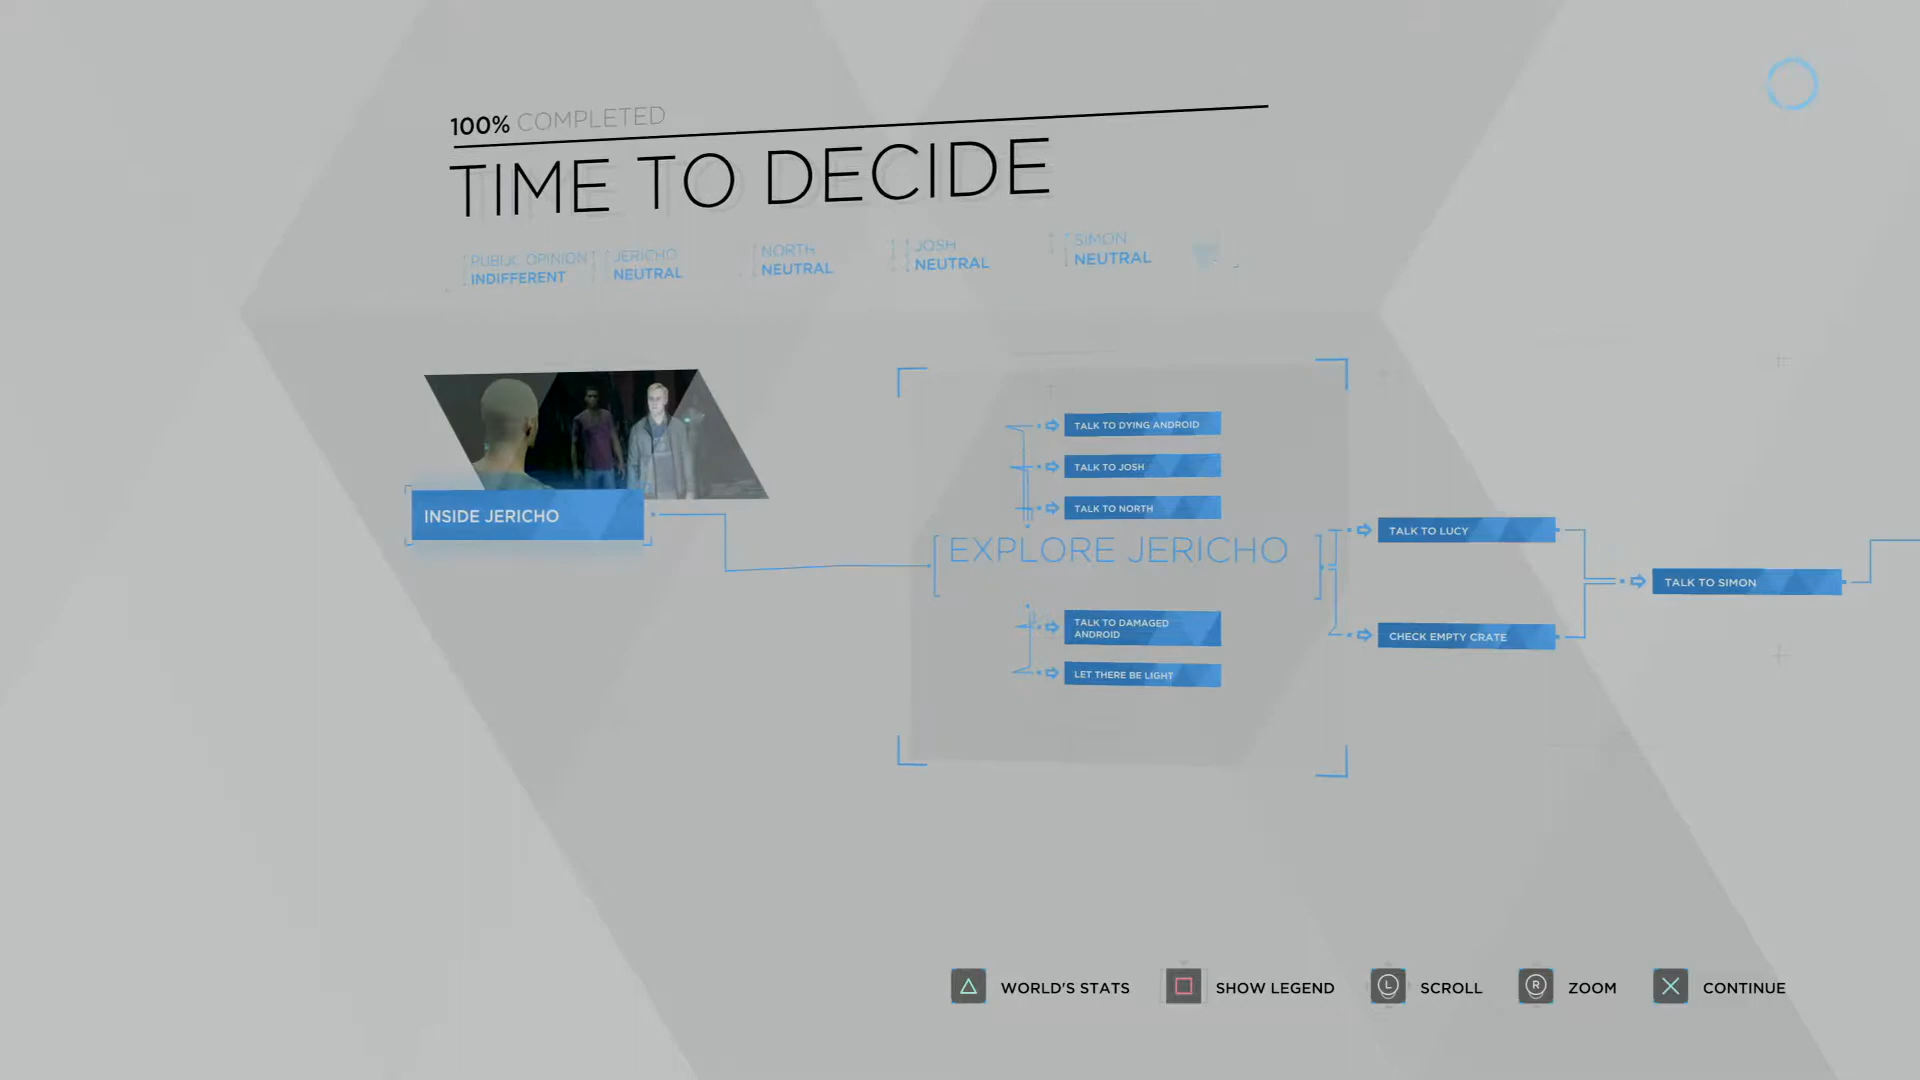 100% COMPLETED
TIME TO DECIDE
PUBLIC OPINION
INDIFFERENT
JERICHO
NEUTRAL
NORTH
NEUTRAL
JOSH
NEUTRAL
SIMON
NEUTRAL
INSIDE JERICHO
TALK TO DYING ANDROID
TALK TO JOSH
TALK TO NORTH
EXPLORE JERICHO
TALK TO DAMAGED
ANDROID
LET THERE BE LIGHT
TALK TO LUCY
CHECK EMPTY CRATE
TALK TO SIMON
WORLD'S STATS
SHOW LEGEND
L SCROLL
R ZOOM
CONTINUE